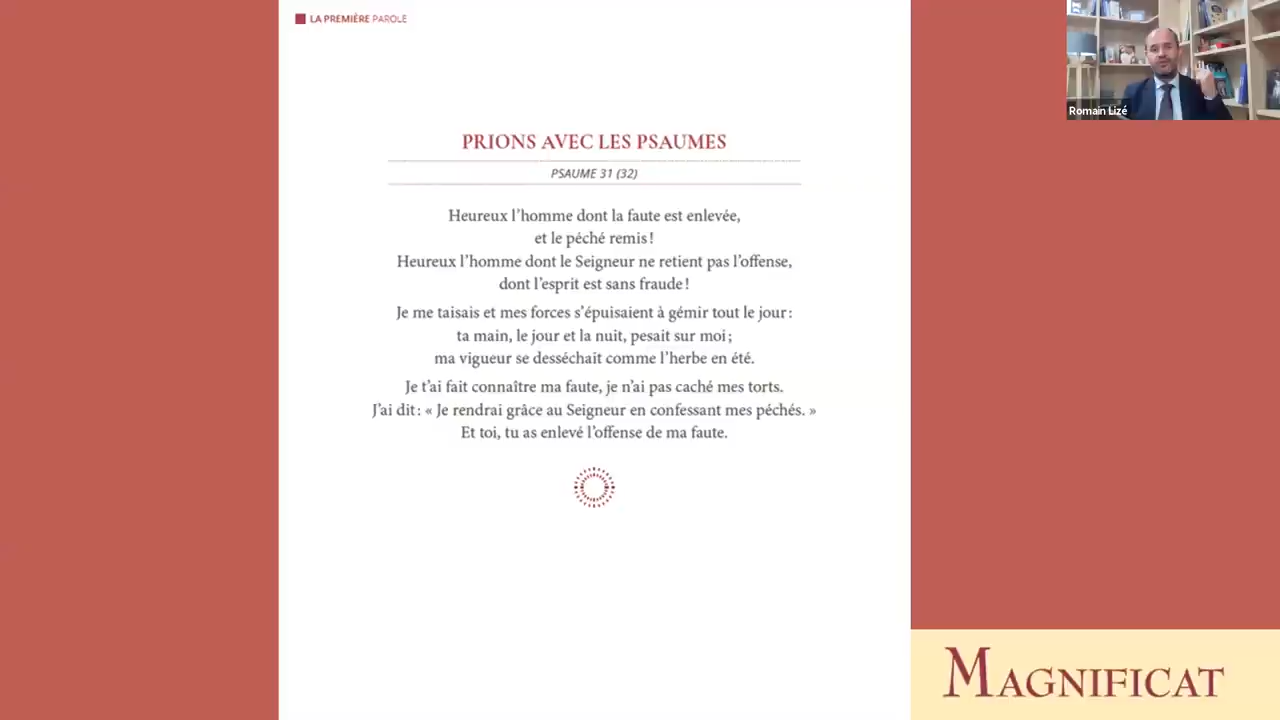 LA PREMIÈRE PAROLE
Romain Lizé
PRIONS AVEC LES PSAUMES
PSAUME 31 (32)
Heureux l’homme dont la faute est enlevée,
et le péché remis !
Heureux l’homme dont le Seigneur ne retient pas l’offense,
dont l’esprit est sans fraude !
Je me taisais et mes forces s’épuisaient à gémir tout le jour :
ta main, le jour et la nuit, pesait sur moi ;
ma vigueur se desséchait comme l’herbe en été.
Je t’ai fait connaître ma faute, je n’ai pas caché mes torts.
J’ai dit : « Je rendrai grâce au Seigneur en confessant mes péchés. »
Et toi, tu as enlevé l’offense de ma faute.
MAGNIFICAT